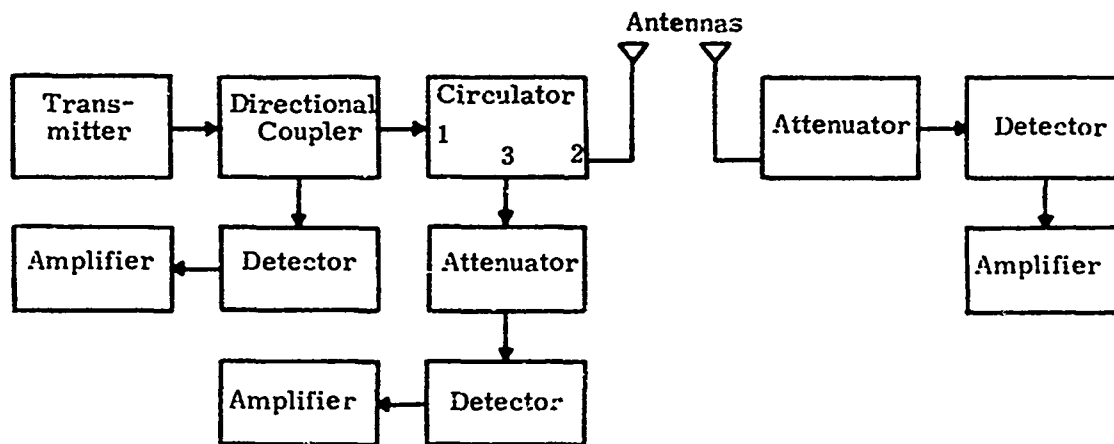 Antennas
Trans-
mitter
Directional
Coupler
Circulator
1
3
2
Attenuator
Detector
Amplifier
Detector
Attenuator
Amplifier
Amplifier
Detector